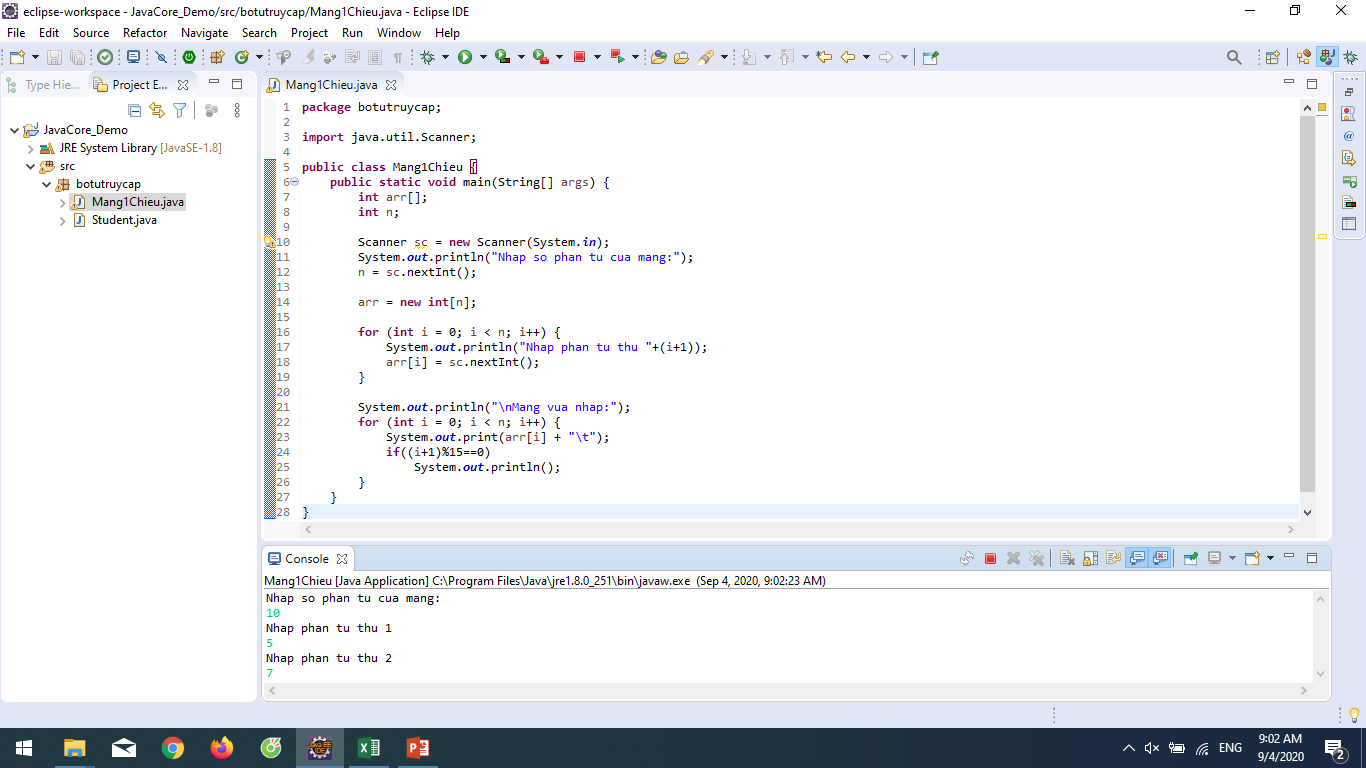 eclipse-workspace - JavaCore_Demo/src/botutruycap/Mang1Chieu.java - Eclipse IDE
File Edit Source Refactor Navigate Search Project Run Window Help
Type Hie...
Project E...
JavaCore_Demo
JRE System Library [JavaSE-1.8]
src
botutruycap
Mang1Chieu.java
Student.java
Mang1Chieu.java
1 package botutruycap;
2
3 import java.util.Scanner;
4
5 public class Mang1Chieu {
6 public static void main(String[] args) {
7 int arr[];
8 int n;
9
10 Scanner sc = new Scanner(System.in);
11 System.out.println("Nhap so phan tu cua mang:");
12 n = sc.nextInt();
13
14 arr = new int[n];
15
16 for (int i = 0; i < n; i++) {
17 System.out.println("Nhap phan tu thu "+(i+1));
18 arr[i] = sc.nextInt();
19 }
20
21 System.out.println("\nMang vua nhap:");
22 for (int i = 0; i < n; i++) {
23 System.out.print(arr[i] + "\t");
24 if((i+1)%15==0)
25 System.out.println();
26 }
27 }
28 }
Console
Mang1Chieu [Java Application] C:\Program Files\Java\jre1.8.0_251\bin\javaw.exe (Sep 4, 2020, 9:02:23 AM)
Nhap so phan tu cua mang:
10
Nhap phan tu thu 1
5
Nhap phan tu thu 2
7
ENG
9:02 AM
9/4/2020
2